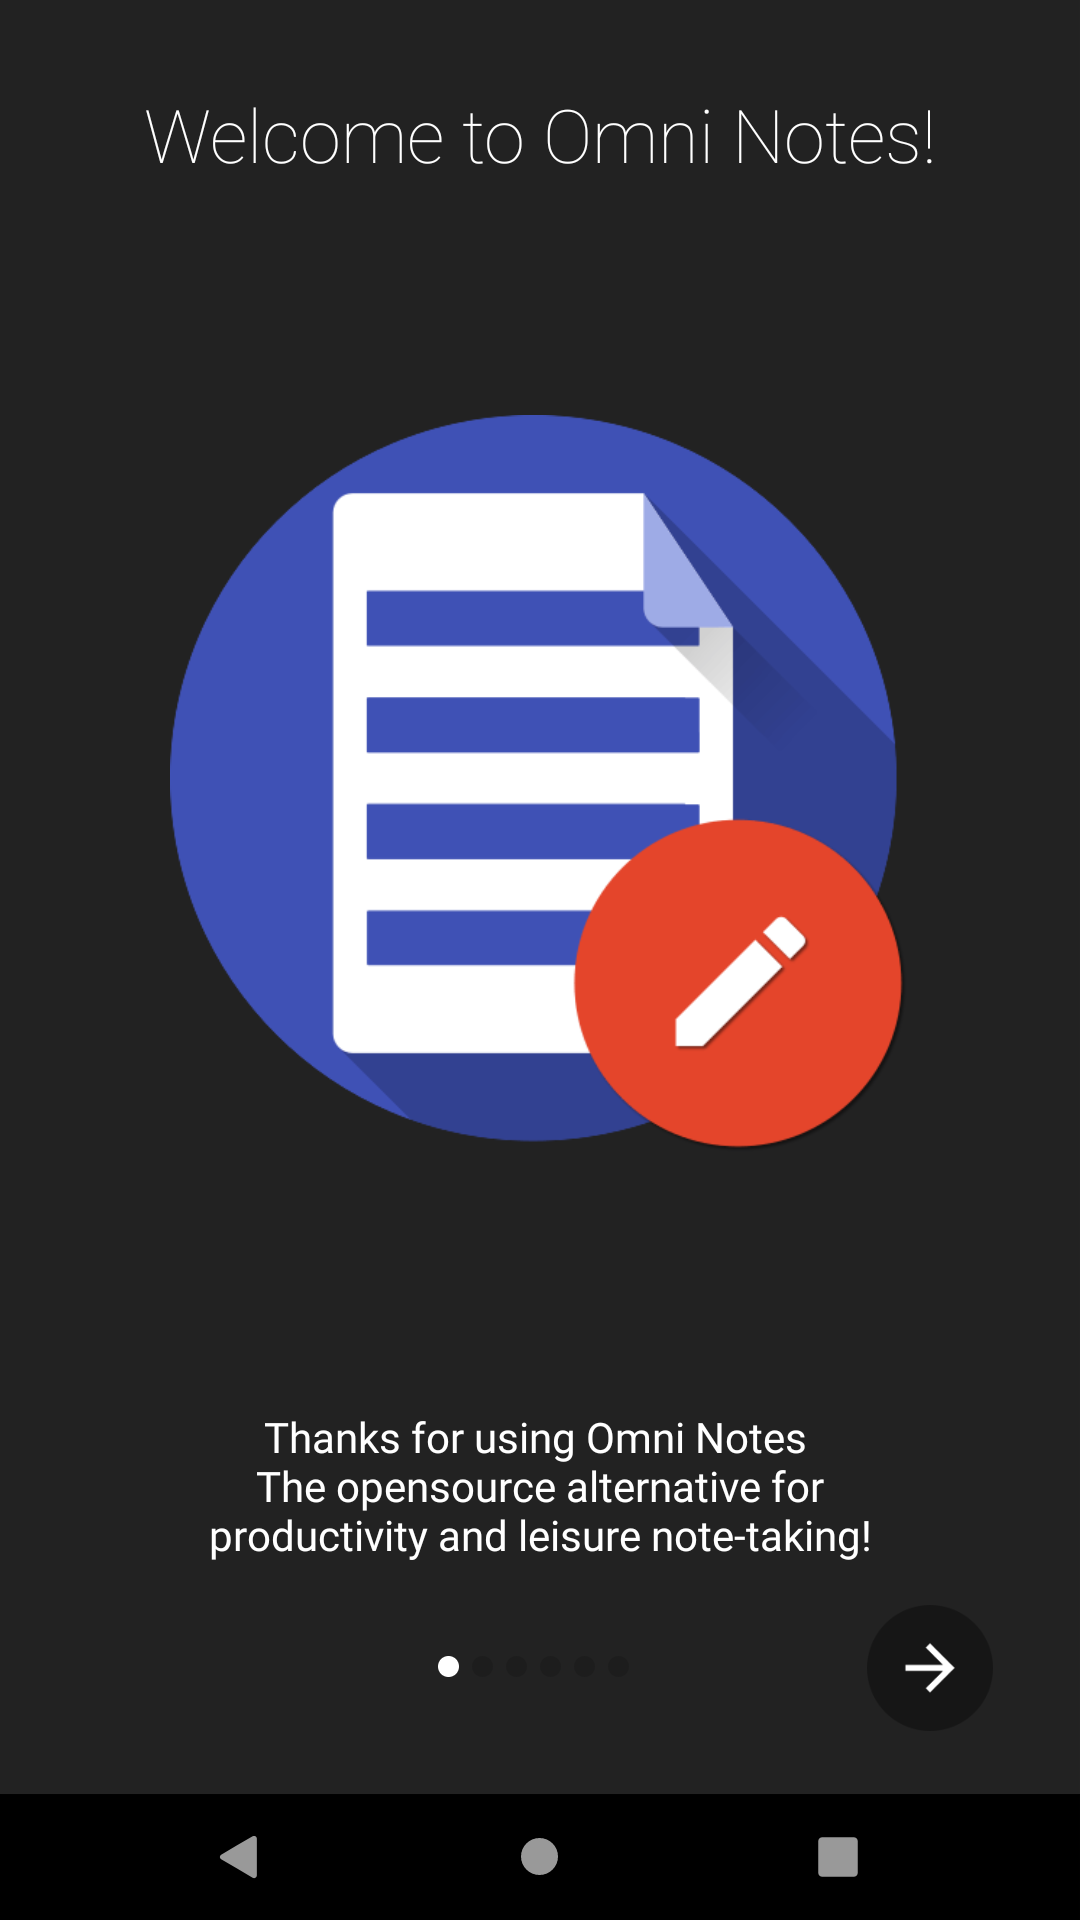 Welcome to Omni Notes!
Thanks for using Omni Notes
The opensource alternative for
productivity and leisure note-taking!